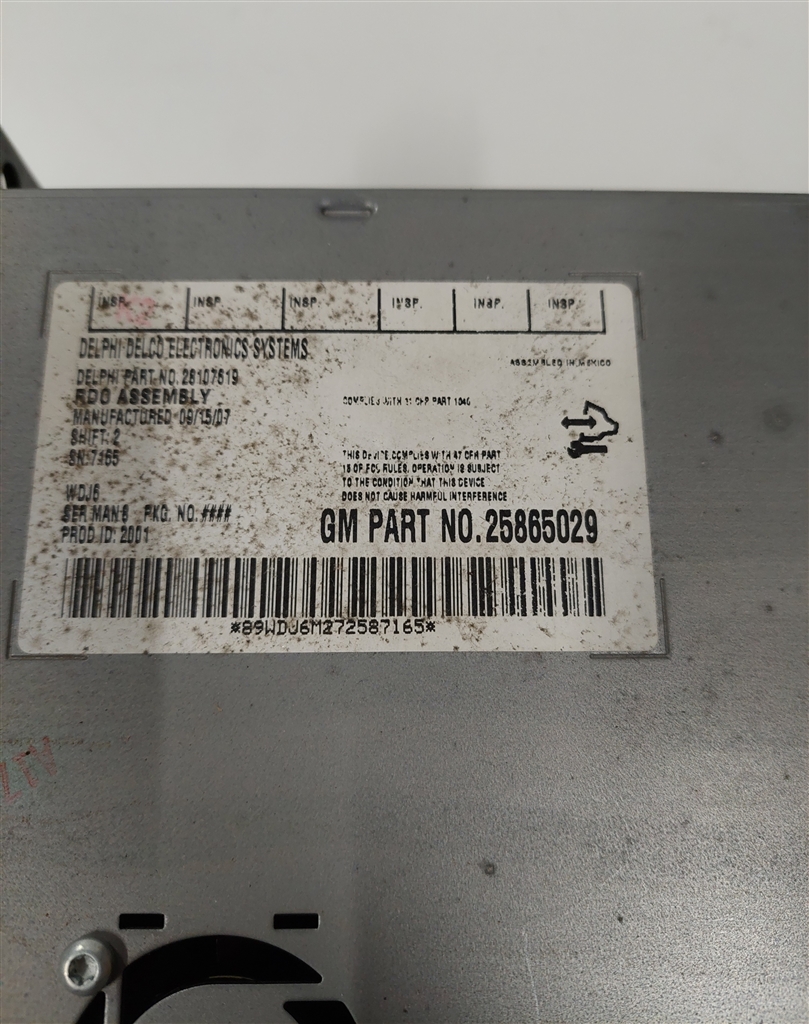 INSP. INSP. INSP. INSP. INSP. INSP.
DELPHI DELCO ELECTRONICS SYSTEMS
ASSEMBLED IN MEXICO
DELPHI PART NO. 28107619
RDO ASSEMBLY
COMPLIES WITH 11 CFR PART 1040
MANUFACTURED 09/15/07
SHIFT: 2
SN: 7165
THIS DEVICE COMPLIES WITH 47 CFR PART
15 OF FCC RULES. OPERATION IS SUBJECT
TO THE CONDITION THAT THIS DEVICE
DOES NOT CAUSE HARMFUL INTERFERENCE
WDJ6
SER MAN 8 PKG. NO. ####
PROD ID: 2001
GM PART NO. 25865029
*89WDJ6M272587165*